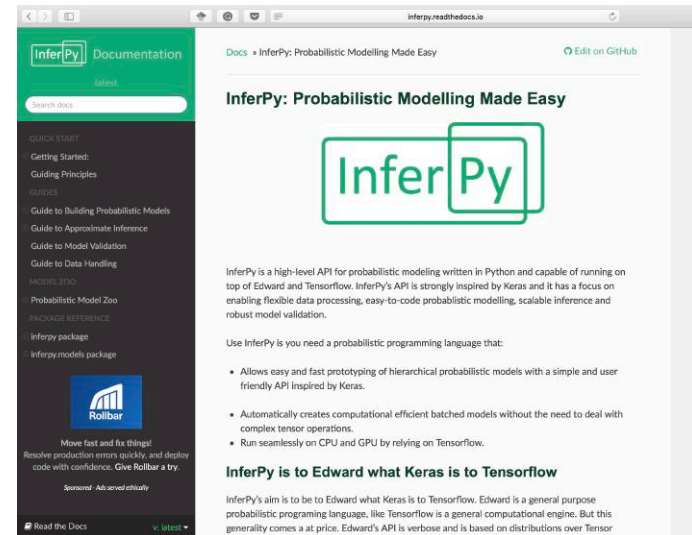 inferpy.readthedocs.io
Infer Py Documentation
latest
Search docs
QUICK START
Getting Started:
Guiding Principles
GUIDES
Guide to Building Probabilistic Models
Guide to Approximate Inference
Guide to Model Validation
Guide to Data Handling
MODEL ZOO
Probabilistic Model Zoo
PACKAGE REFERENCE
inferpy package
inferpy.models package
Rollbar
Move fast and fix things!
Resolve production errors quickly, and deploy
code with confidence. Give Rollbar a try.
Sponsored · Ads served ethically
Read the Docs
v: latest
Docs » InferPy: Probabilistic Modelling Made Easy
Edit on GitHub
InferPy: Probabilistic Modelling Made Easy
Infer Py
InferPy is a high-level API for probabilistic modeling written in Python and capable of running on
top of Edward and Tensorflow. InferPy's API is strongly inspired by Keras and it has a focus on
enabling flexible data processing, easy-to-code probablistic modelling, scalable inference and
robust model validation.
Use InferPy is you need a probabilistic programming language that:
• Allows easy and fast prototyping of hierarchical probabilistic models with a simple and user
friendly API inspired by Keras.
• Automatically creates computational efficient batched models without the need to deal with
complex tensor operations.
• Run seamlessly on CPU and GPU by relying on Tensorflow.
InferPy is to Edward what Keras is to Tensorflow
InferPy's aim is to be to Edward what Keras is to Tensorflow. Edward is a general purpose
probabilistic programing language, like Tensorflow is a general computational engine. But this
generality comes a at price. Edward's API is verbose and is based on distributions over Tensor